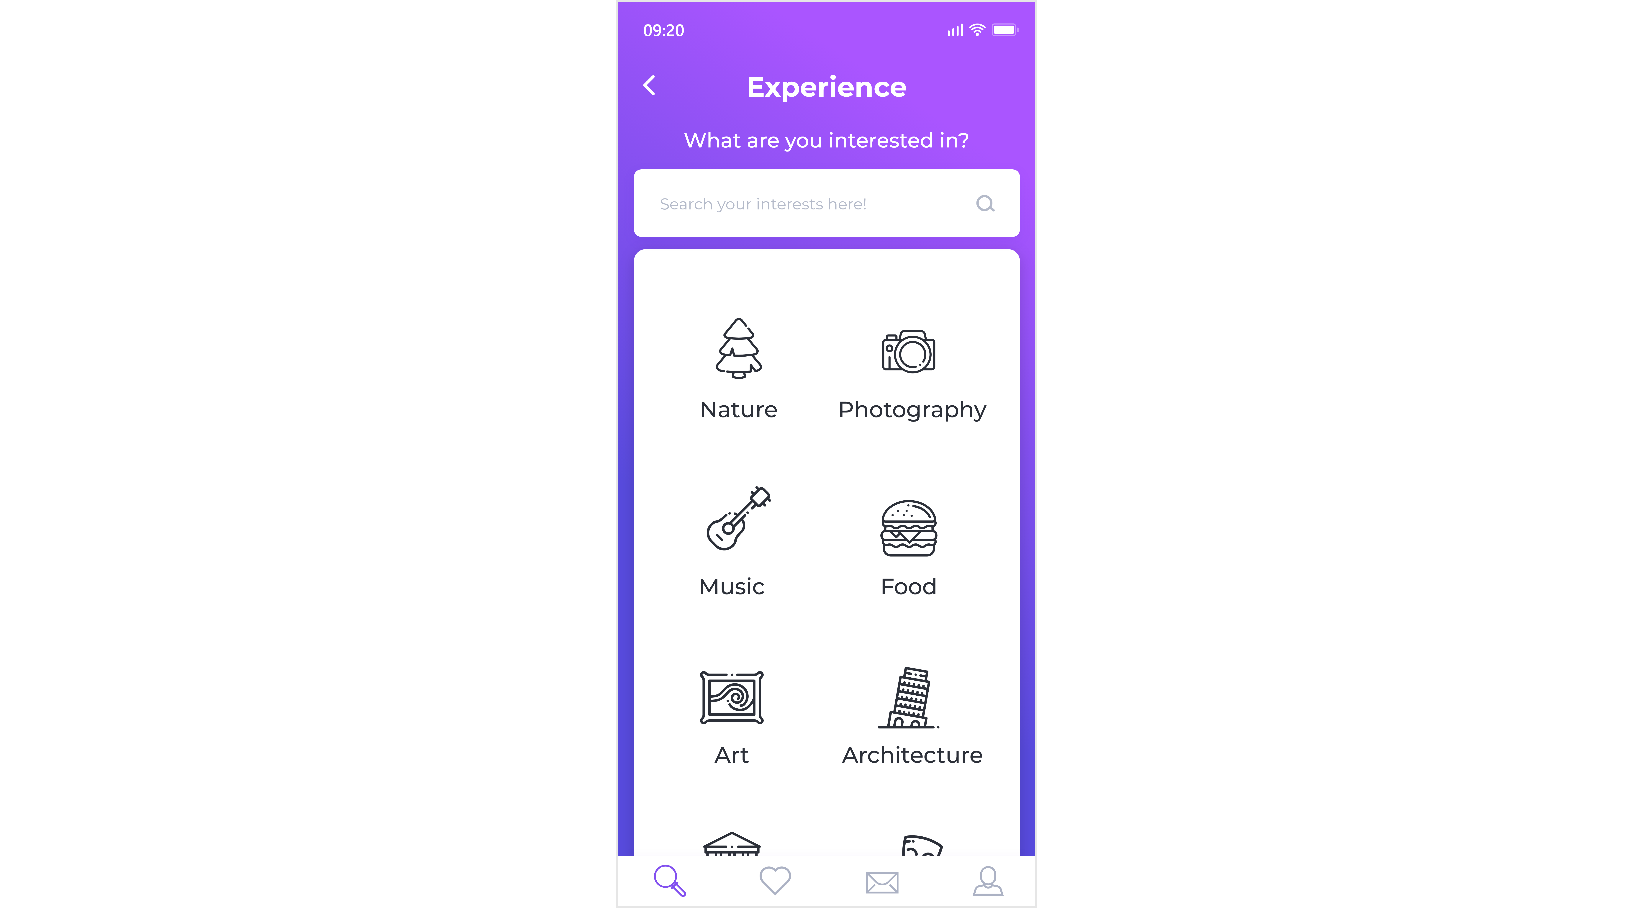 09:20
Experience
What are you interested in?
Search your interests here!
Nature
Photography
Music
Food
Art
Architecture